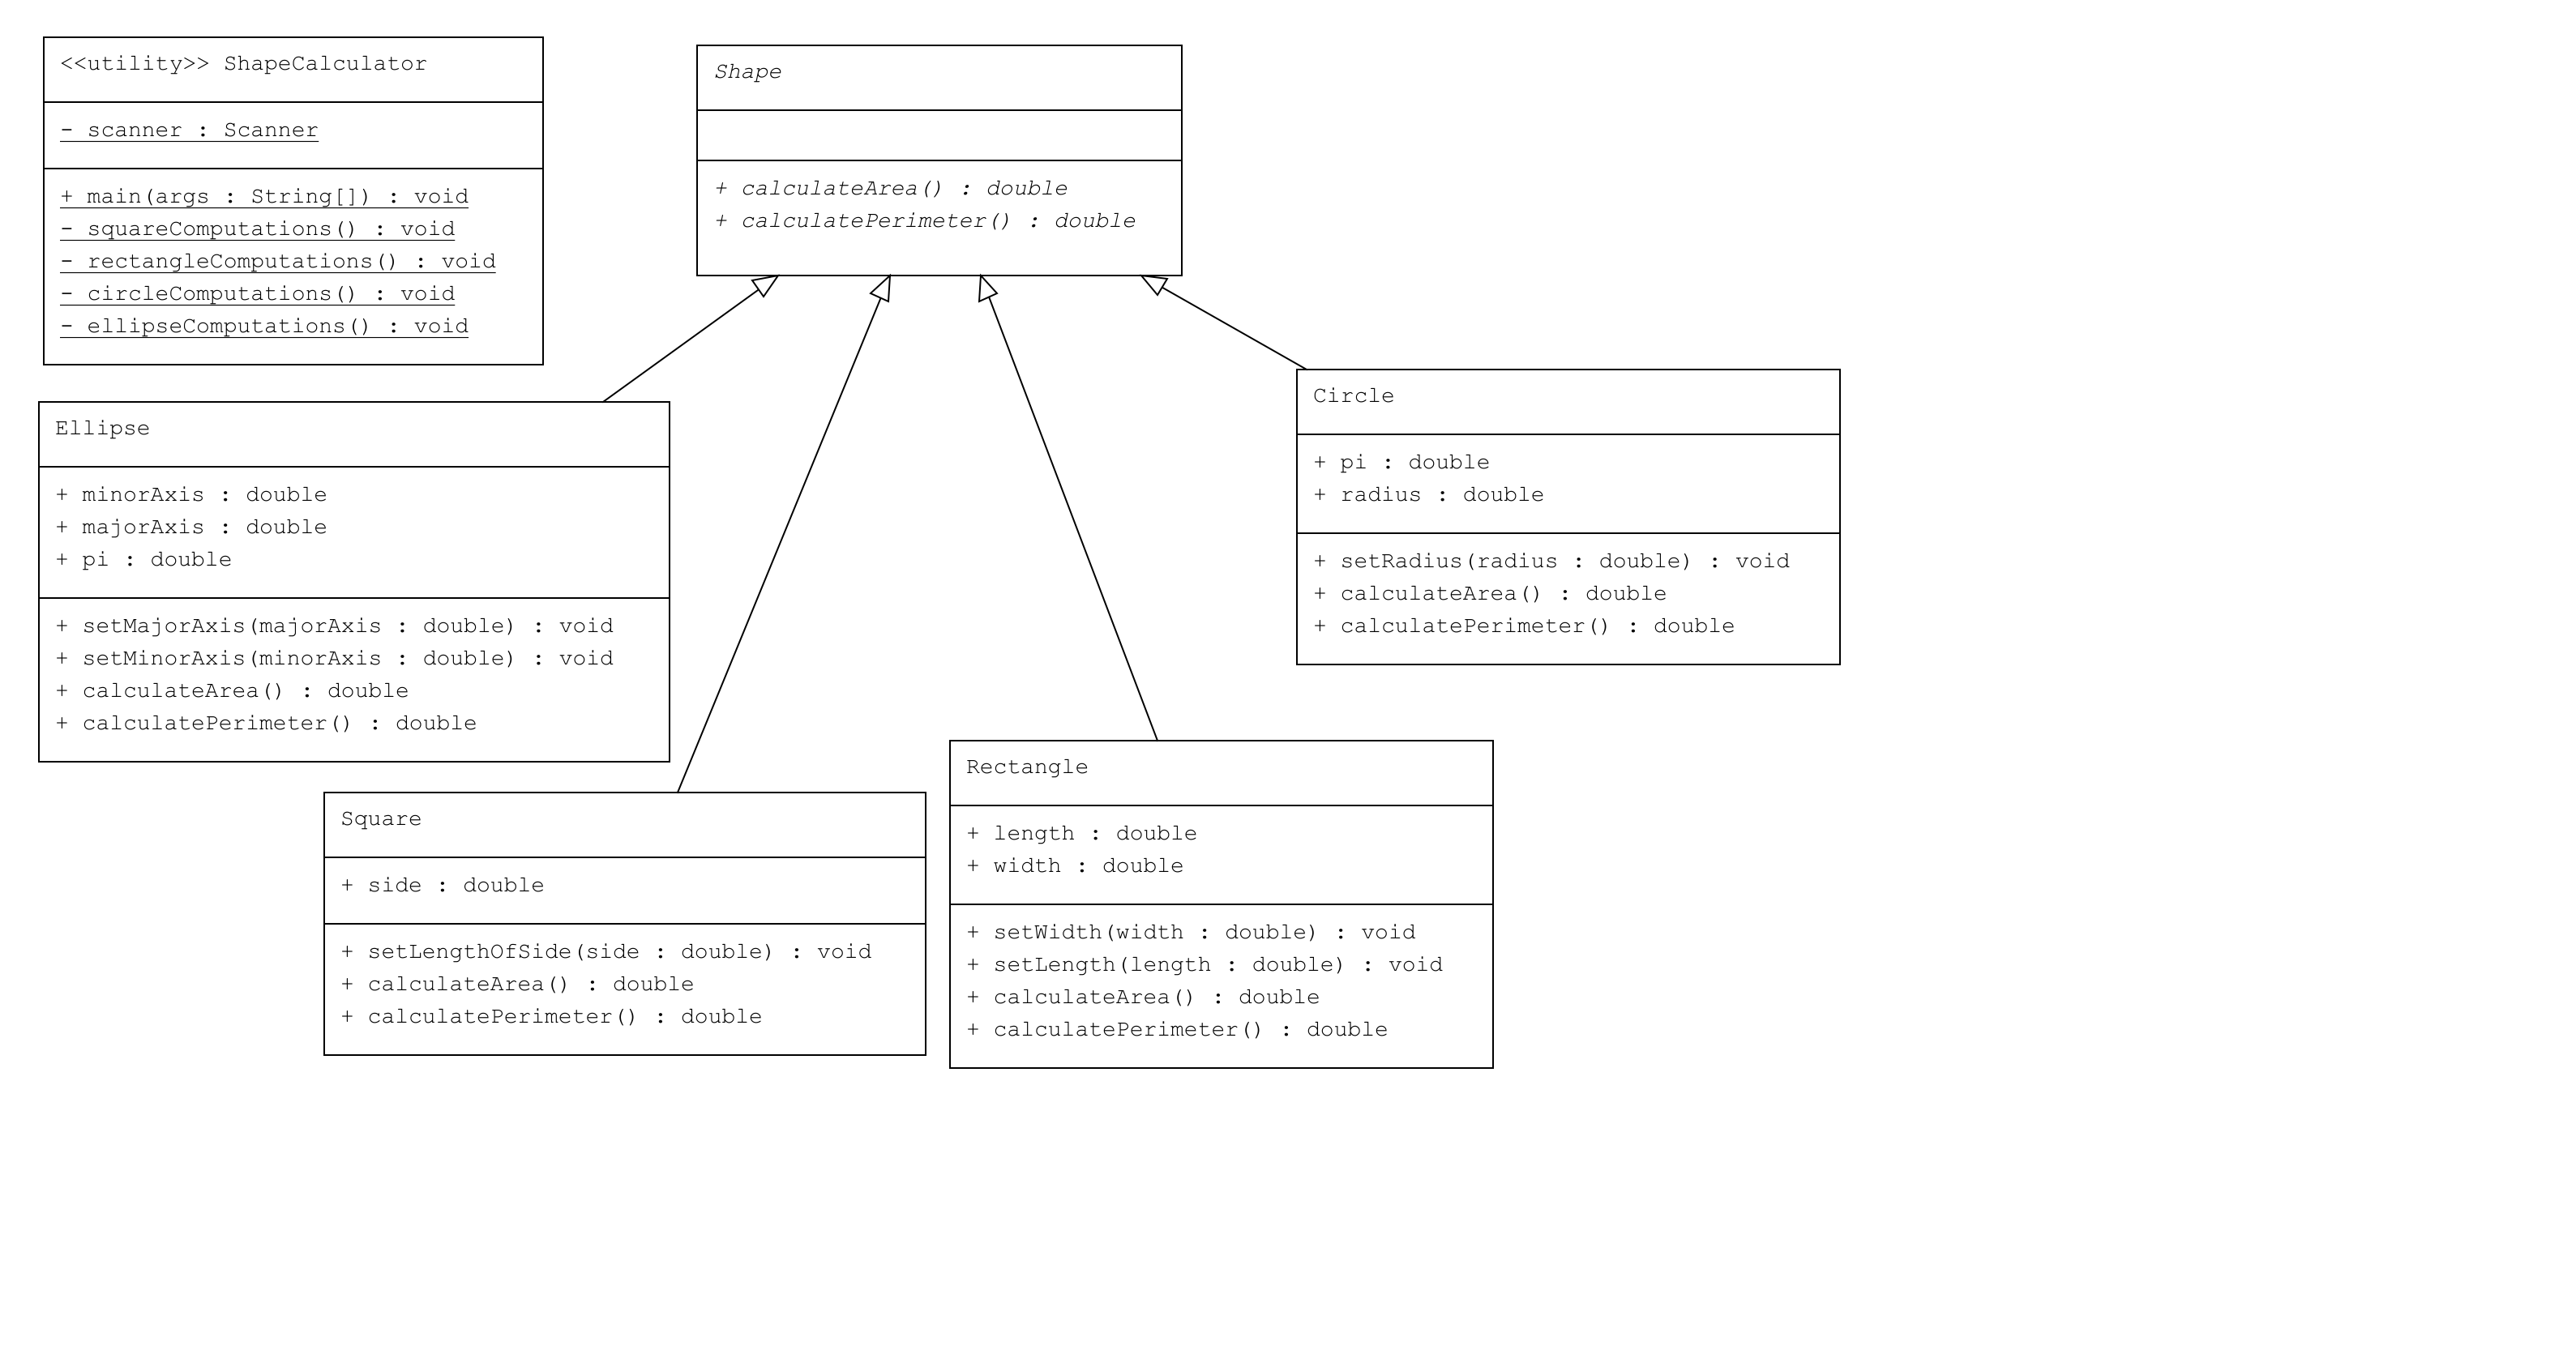 <<utility>> ShapeCalculator
- scanner : Scanner
+ main(args : String[]) : void
- squareComputations() : void
- rectangleComputations() : void
- circleComputations() : void
- ellipseComputations() : void
Shape
+ calculateArea() : double
+ calculatePerimeter() : double
Ellipse
+ minorAxis : double
+ majorAxis : double
+ pi : double
+ setMajorAxis(majorAxis : double) : void
+ setMinorAxis(minorAxis : double) : void
+ calculateArea() : double
+ calculatePerimeter() : double
Circle
+ pi : double
+ radius : double
+ setRadius(radius : double) : void
+ calculateArea() : double
+ calculatePerimeter() : double
Square
+ side : double
+ setLengthOfSide(side : double) : void
+ calculateArea() : double
+ calculatePerimeter() : double
Rectangle
+ length : double
+ width : double
+ setWidth(width : double) : void
+ setLength(length : double) : void
+ calculateArea() : double
+ calculatePerimeter() : double